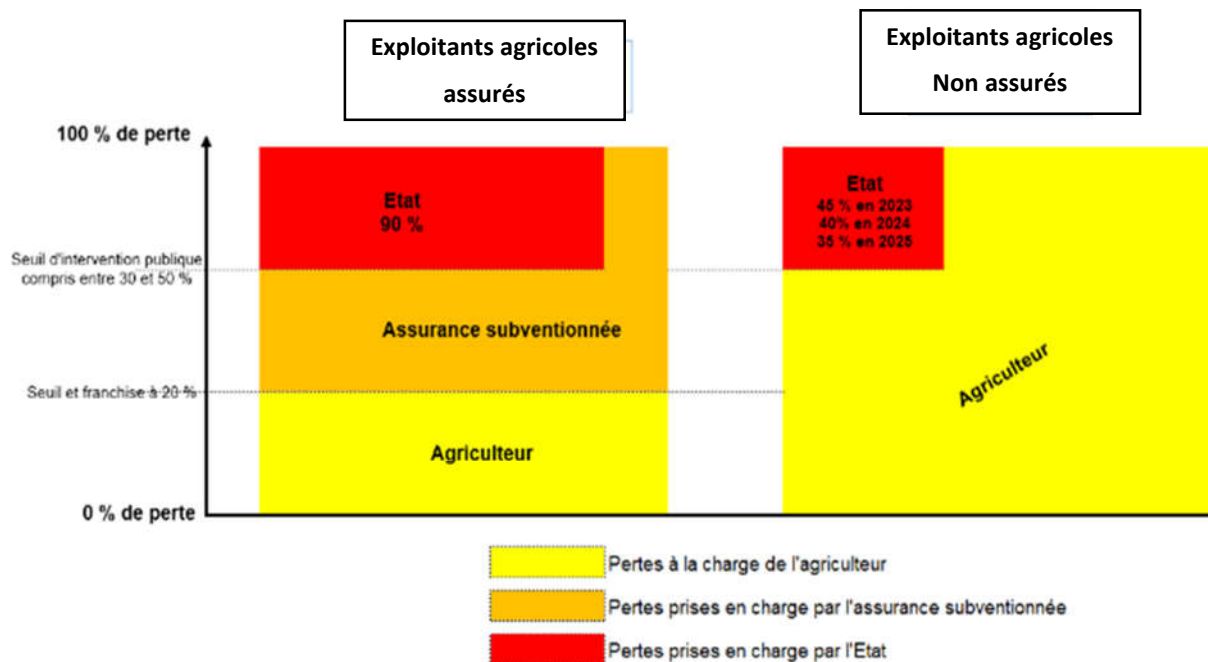 Exploitants agricoles
assurés
Exploitants agricoles
Non assurés
100 % de perte
Etat
90 %
Etat
45 % en 2023
40% en 2024
35 % en 2025
Seuil d'intervention publique
compris entre 30 et 50 %
Assurance subventionnée
Agriculteur
Seuil et franchise à 20 %
Agriculteur
0 % de perte
Pertes à la charge de l'agriculteur
Pertes prises en charge par l'assurance subventionnée
Pertes prises en charge par l'Etat